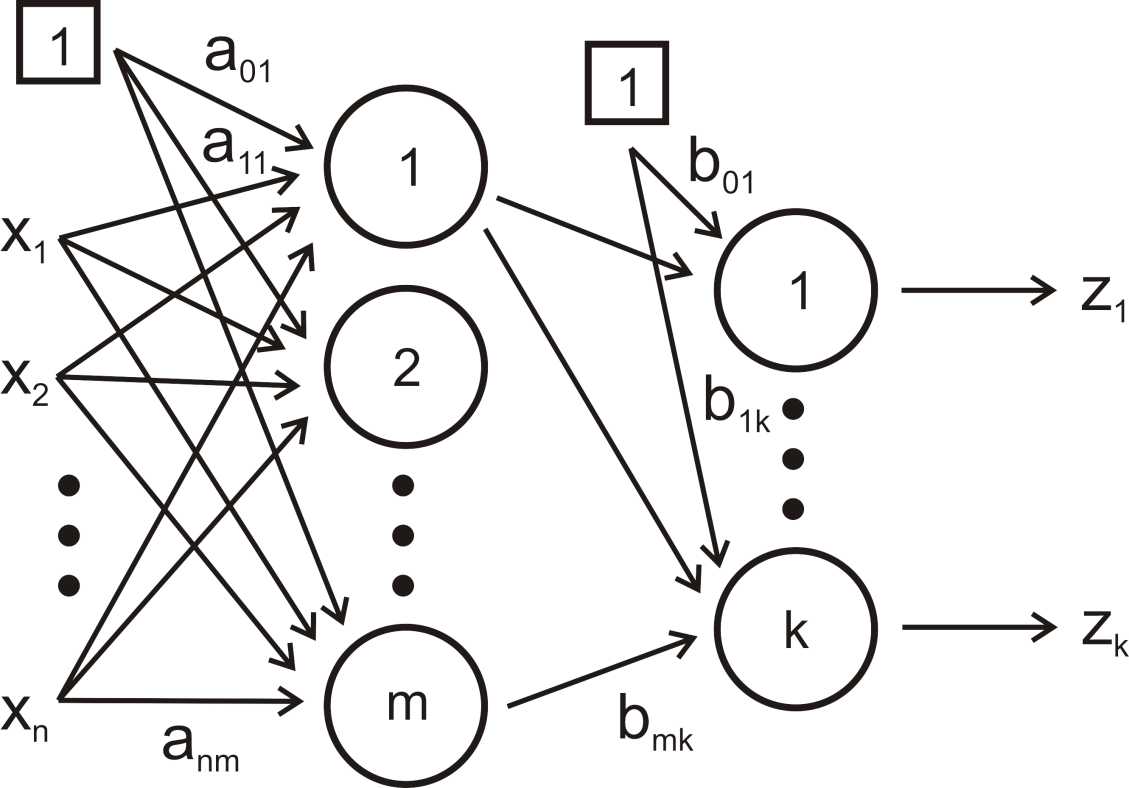 1
a₀₁
1
a₁₁
1
b₀₁
x₁
1
z₁
x₂
2
b₁ₖ
xₙ
m
k
zₖ
aₙₘ
bₘₖ